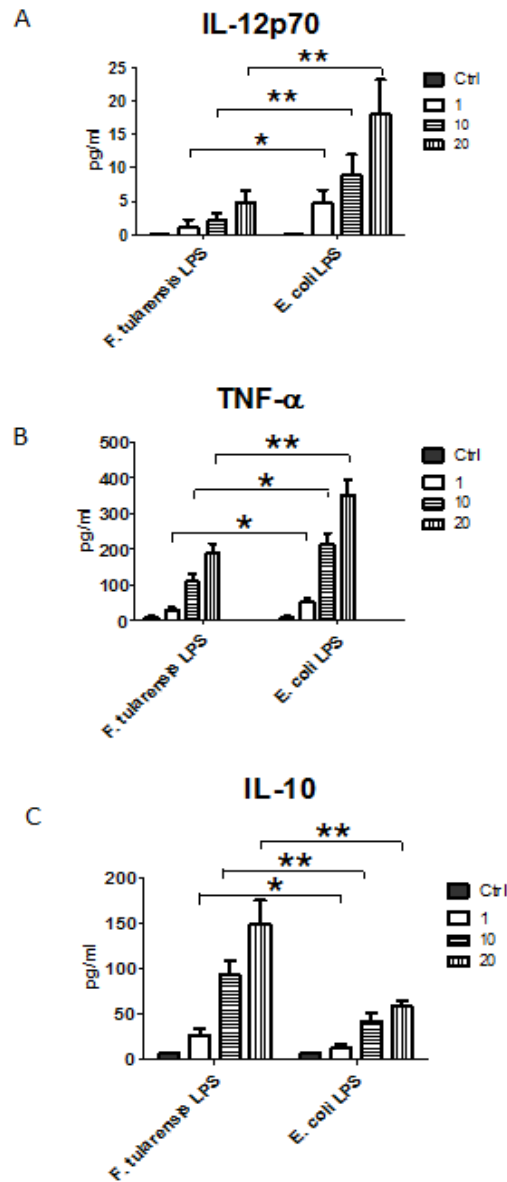 A
IL-12p70
25
20
15
10
5
0
pg/ml
**
**
*
Ctrl
1
10
20
F. tularensis LPS
E. coli LPS
B
TNF-α
500
400
300
200
100
0
pg/ml
**
*
*
Ctrl
1
10
20
F. tularensis LPS
E. coli LPS
C
IL-10
200
150
100
50
0
pg/ml
**
**
*
Ctrl
1
10
20
F. tularensis LPS
E. coli LPS